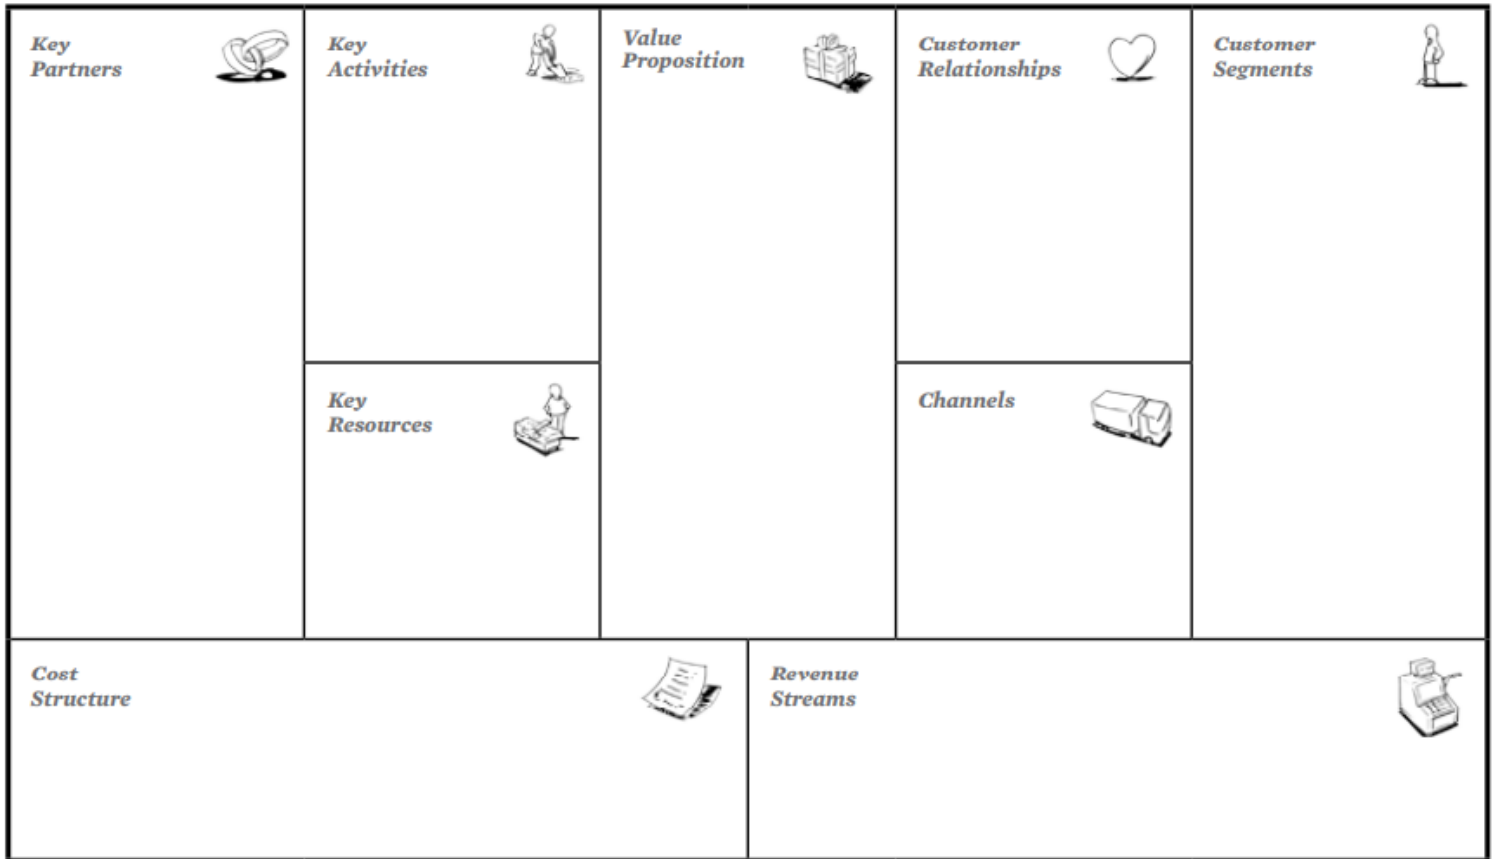 Key
Partners
Key
Activities
Value
Proposition
Customer
Relationships
Customer
Segments
Key
Resources
Channels
Cost
Structure
Revenue
Streams